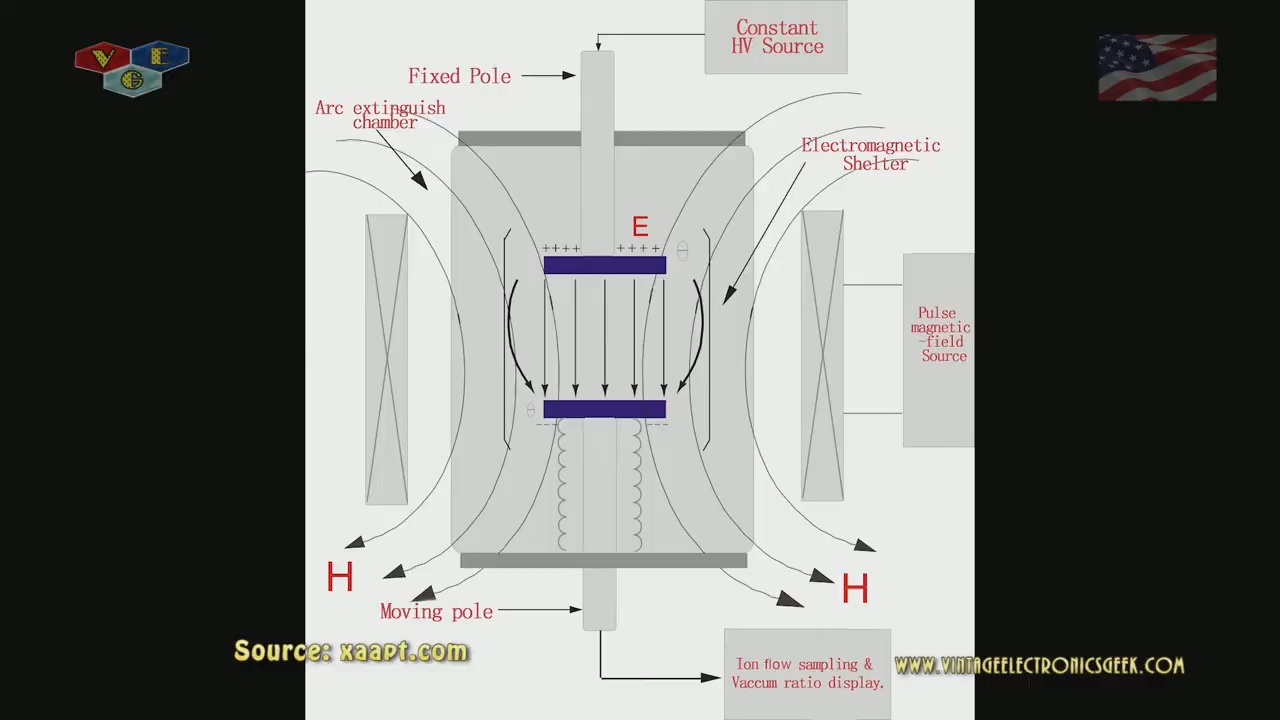 V E
G
Constant
HV Source
Fixed Pole
Arc extinguish
chamber
Electromagnetic
Shelter
E
++++ ++++
Pulse
magnetic
-field
Source
H
H
Moving pole
Source: xaapt.com
Ion flow sampling &
Vaccum ratio display.
WWW.VINTAGEELECTRONICSGEEK.COM